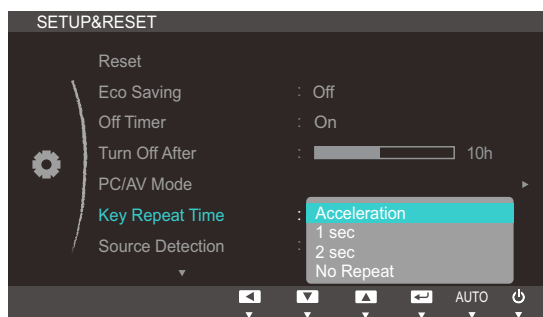 SETUP&RESET
Reset
Eco Saving : Off
Off Timer : On
Turn Off After : 10h
PC/AV Mode
Key Repeat Time : Acceleration
1 sec
Source Detection : 2 sec
No Repeat
AUTO